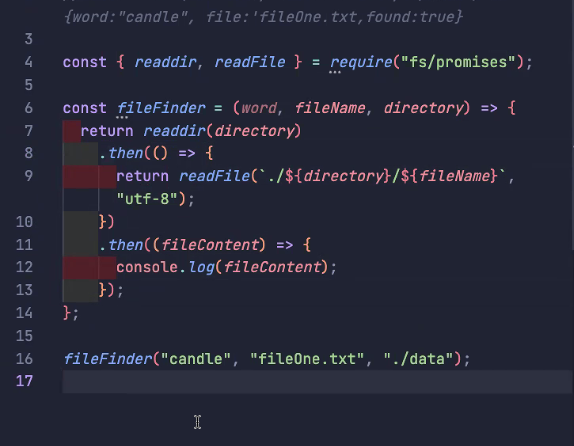 {word:"candle", file:'fileOne.txt,found:true}
3
4 const { readdir, readFile } = require("fs/promises");
5
6 const fileFinder = (word, fileName, directory) => {
7 return readdir(directory)
8 .then(() => {
9 return readFile(`./${directory}/${fileName}`,
"utf-8");
10 })
11 .then((fileContent) => {
12 console.log(fileContent);
13 });
14 };
15
16 fileFinder("candle", "fileOne.txt", "./data");
17